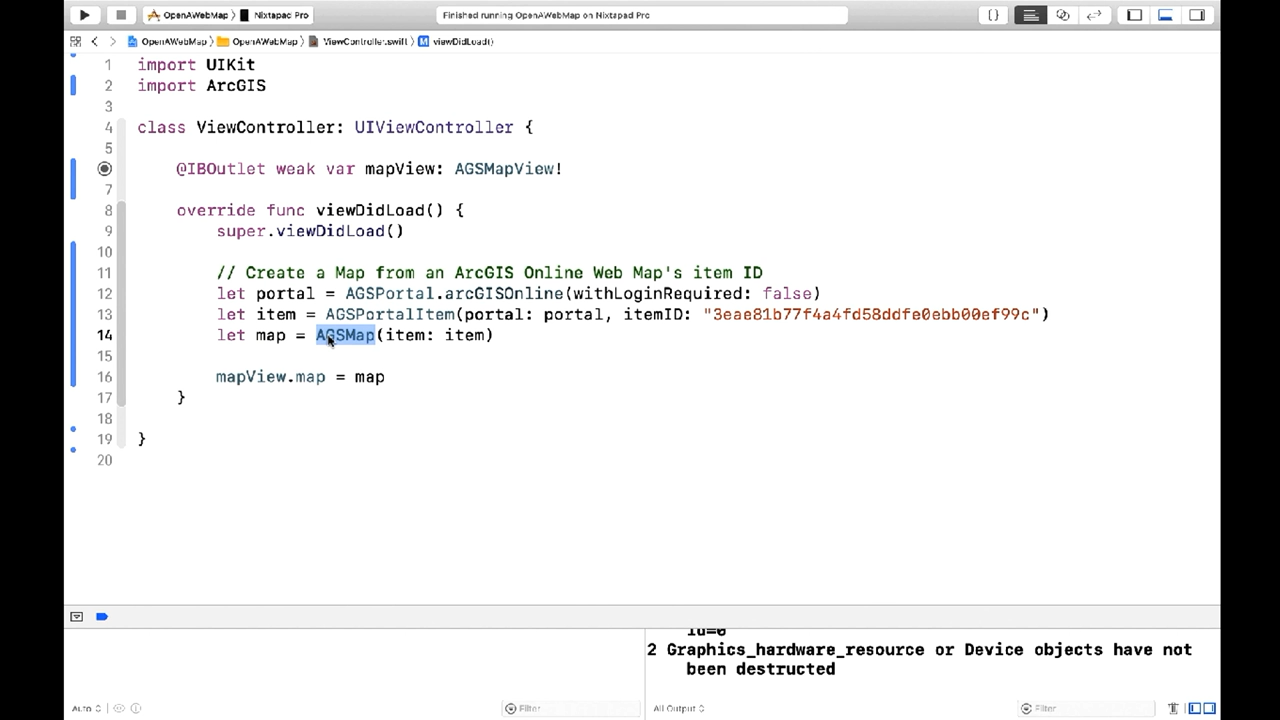 OpenAWebMap Nixtapad Pro Finished running OpenAWebMap on Nixtapad Pro {}
OpenAWebMap OpenAWebMap ViewController.swift M viewDidLoad()
1 import UIKit
2 import ArcGIS
3
4 class ViewController: UIViewController {
5
@IBOutlet weak var mapView: AGSMapView!
7
8 override func viewDidLoad() {
9 super.viewDidLoad()
10
11 // Create a Map from an ArcGIS Online Web Map's item ID
12 let portal = AGSPortal.arcGISOnline(withLoginRequired: false)
13 let item = AGSPortalItem(portal: portal, itemID: "3eae81b77f4a4fd58ddfe0ebb00ef99c")
14 let map = AGSMap(item: item)
15
16 mapView.map = map
17 }
18
19 }
20
id=0
2 Graphics_hardware_resource or Device objects have not
been destructed
Auto Filter All Output Filter